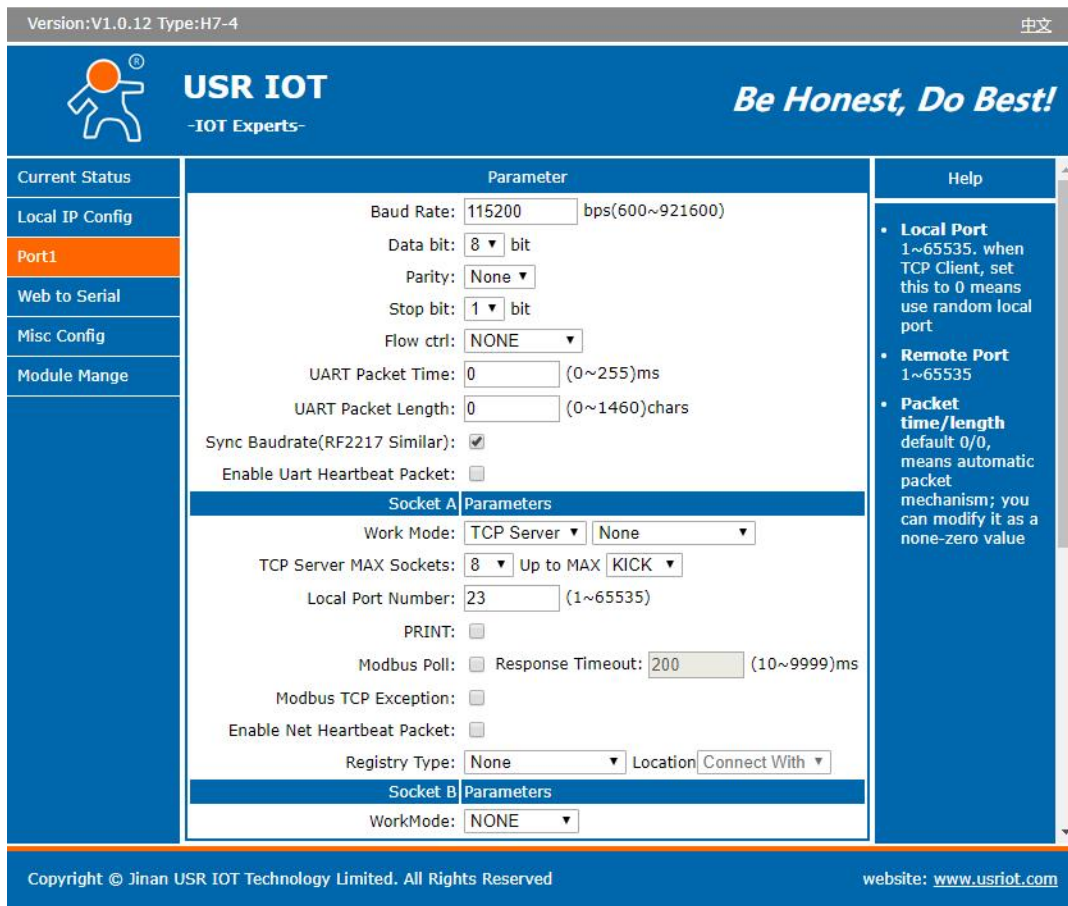 Version:V1.0.12 Type:H7-4
中文
®
USR IOT
-IOT Experts-
Be Honest, Do Best!
Current Status
Local IP Config
Port1
Web to Serial
Misc Config
Module Mange
Parameter
Baud Rate: 115200 bps(600~921600)
Data bit: 8 bit
Parity: None
Stop bit: 1 bit
Flow ctrl: NONE
UART Packet Time: 0 (0~255)ms
UART Packet Length: 0 (0~1460)chars
Sync Baudrate(RF2217 Similar):
Enable Uart Heartbeat Packet:
Socket A Parameters
Work Mode: TCP Server None
TCP Server MAX Sockets: 8 Up to MAX KICK
Local Port Number: 23 (1~65535)
PRINT:
Modbus Poll: Response Timeout: 200 (10~9999)ms
Modbus TCP Exception:
Enable Net Heartbeat Packet:
Registry Type: None Location Connect With
Socket B Parameters
WorkMode: NONE
Help
• Local Port
1~65535. when
TCP Client, set
this to 0 means
use random local
port
• Remote Port
1~65535
• Packet
time/length
default 0/0,
means automatic
packet
mechanism; you
can modify it as a
none-zero value
Copyright © Jinan USR IOT Technology Limited. All Rights Reserved
website: www.usriot.com